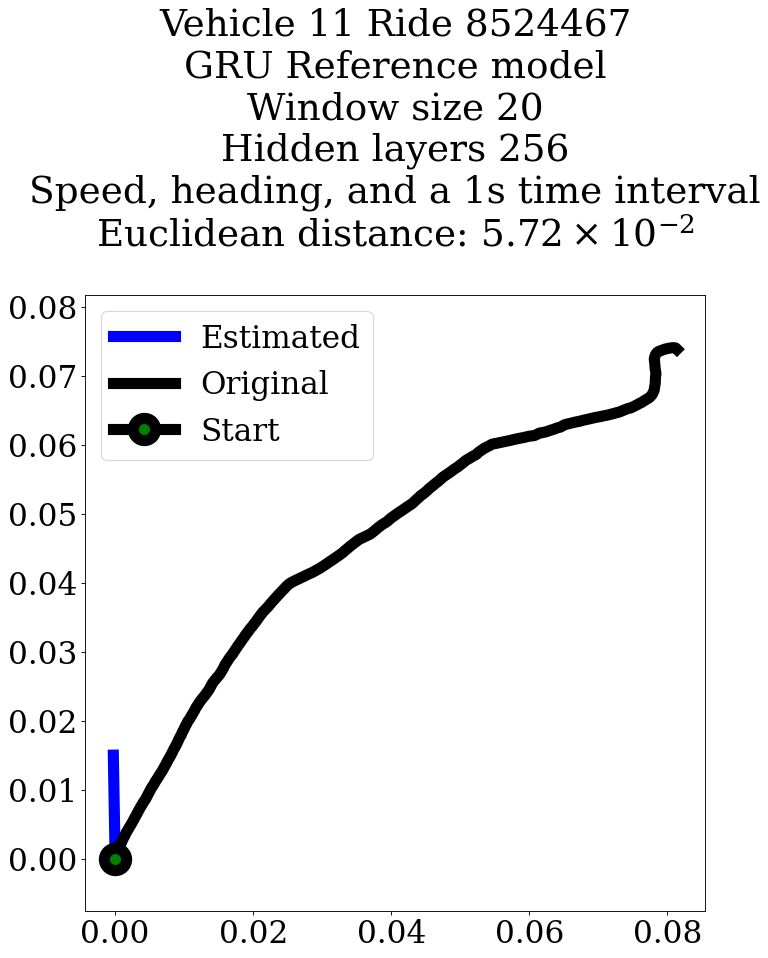 Vehicle 11 Ride 8524467
GRU Reference model
Window size 20
Hidden layers 256
Speed, heading, and a 1s time interval
Euclidean distance: 5.72 × 10⁻²
Estimated
Original
Start
0.08
0.07
0.06
0.05
0.04
0.03
0.02
0.01
0.00
0.00 0.02 0.04 0.06 0.08